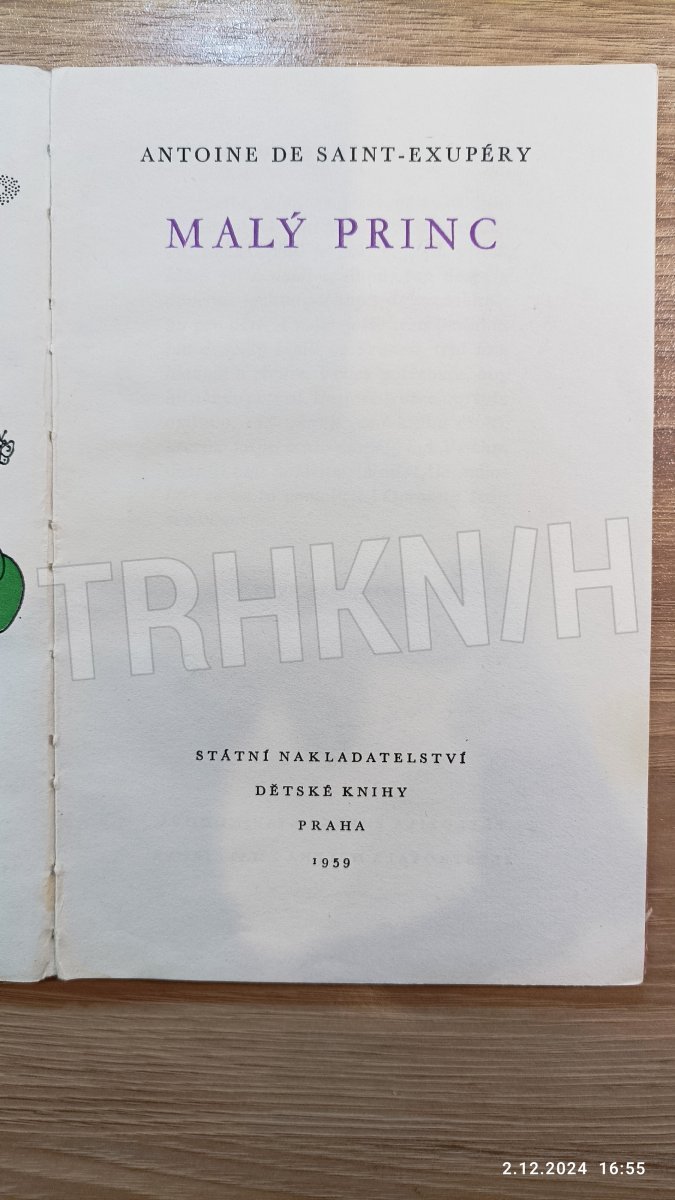 ANTOINE DE SAINT-EXUPÉRY
MALÝ PRINC
TRHKNIH
STÁTNÍ NAKLADATELSTVÍ
DĚTSKÉ KNIHY
PRAHA
1959
2.12.2024 16:55